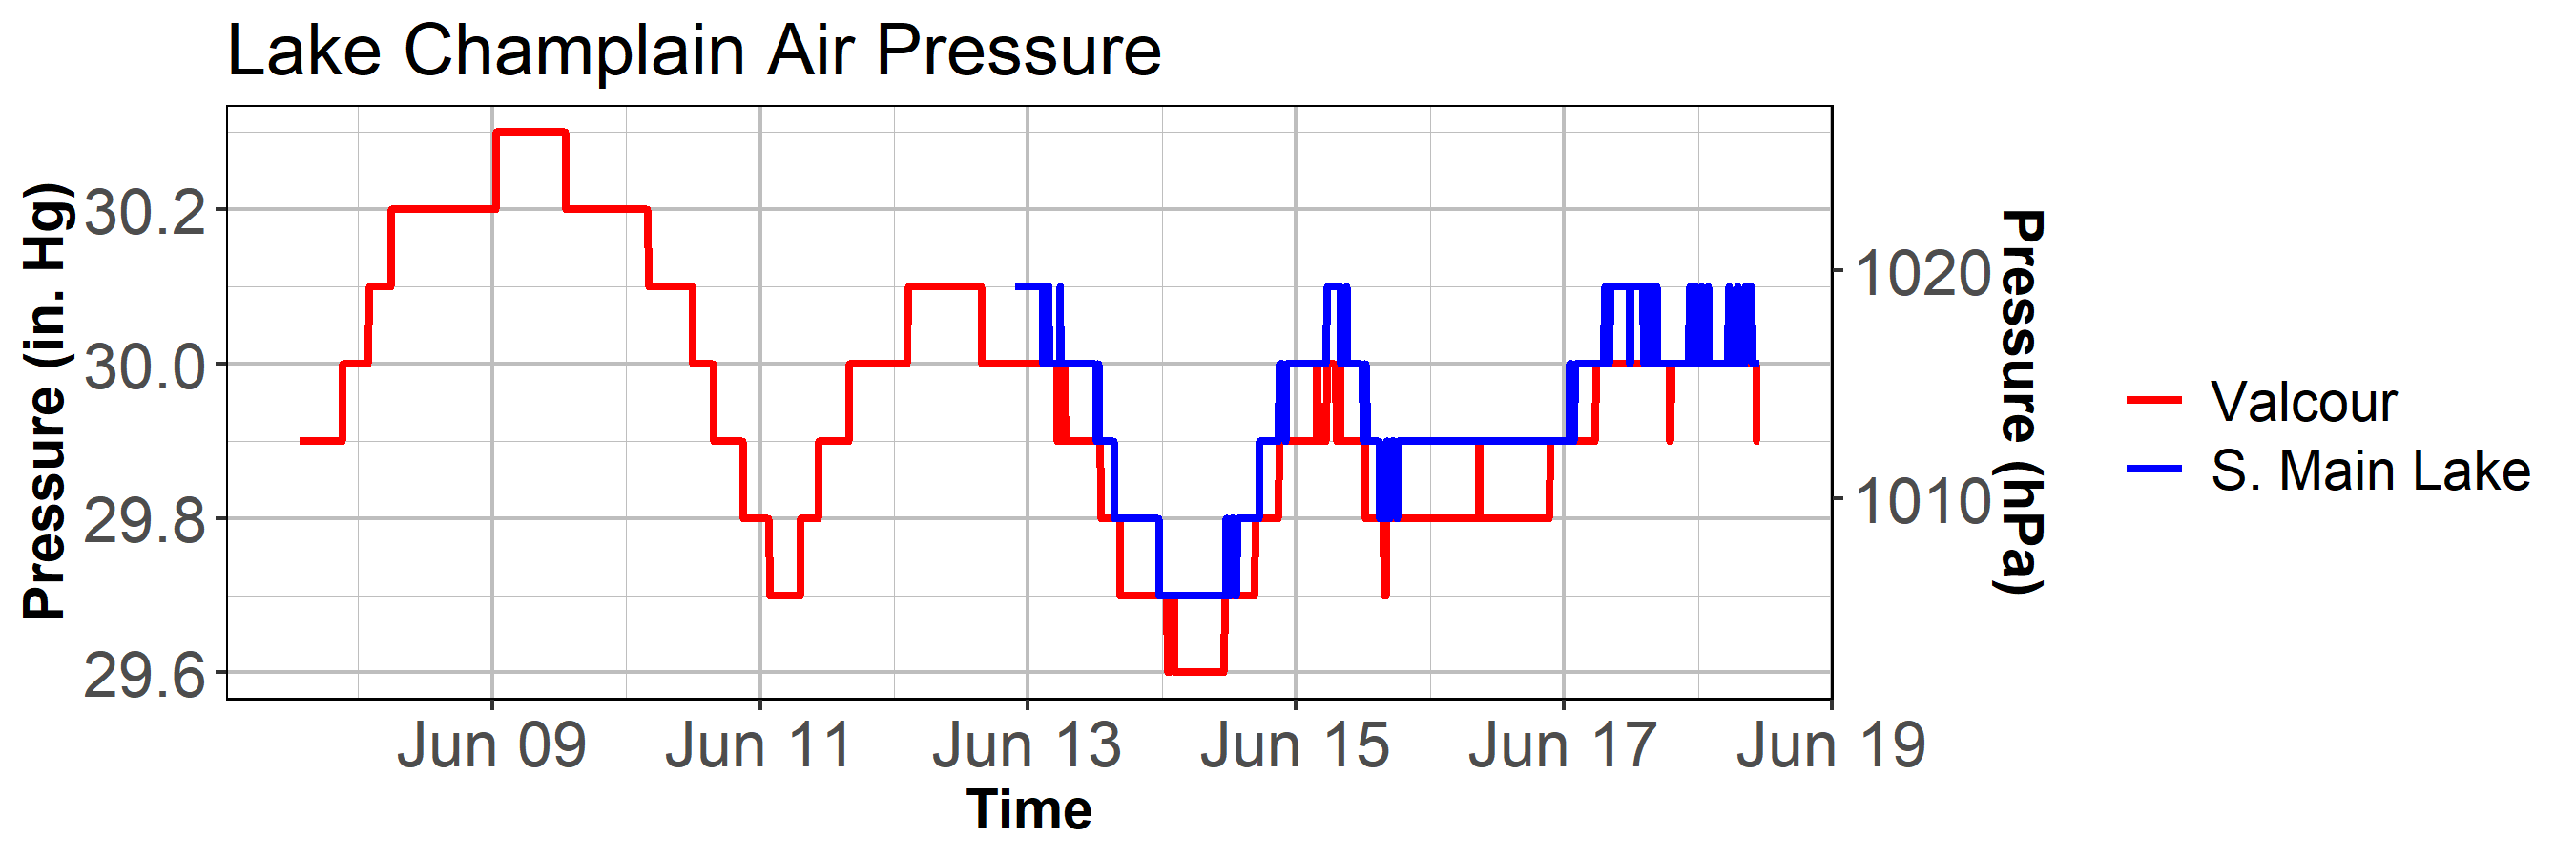 Lake Champlain Air Pressure
Pressure (in. Hg)
30.2
30.0
29.8
29.6
1020
1010
Pressure (hPa)
Jun 09
Jun 11
Jun 13
Jun 15
Jun 17
Jun 19
Time
Valcour
S. Main Lake